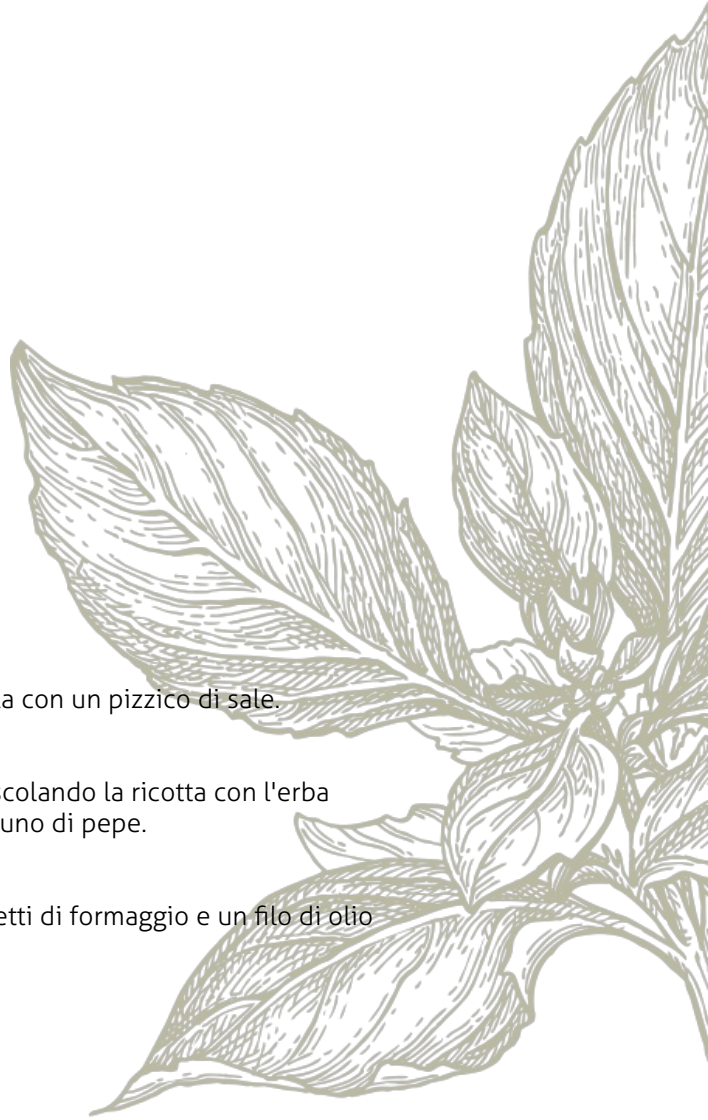 a con un pizzico di sale.
scolando la ricotta con l'erba
uno di pepe.
etti di formaggio e un filo di olio